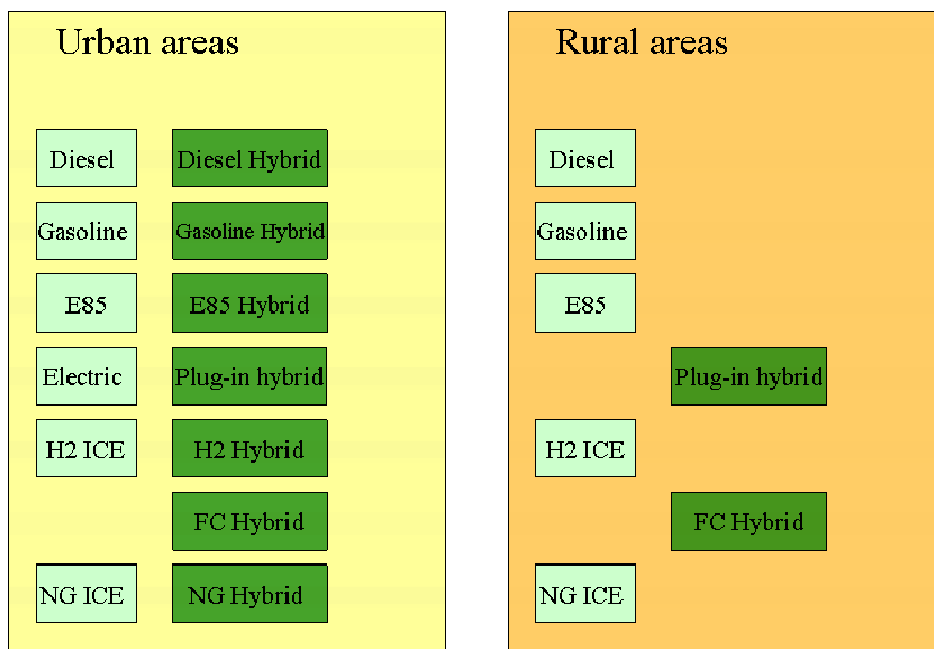 Urban areas
Diesel
Diesel Hybrid
Gasoline
Gasoline Hybrid
E85
E85 Hybrid
Electric
Plug-in hybrid
H2 ICE
H2 Hybrid
FC Hybrid
NG ICE
NG Hybrid
Rural areas
Diesel
Gasoline
E85
Plug-in hybrid
H2 ICE
FC Hybrid
NG ICE